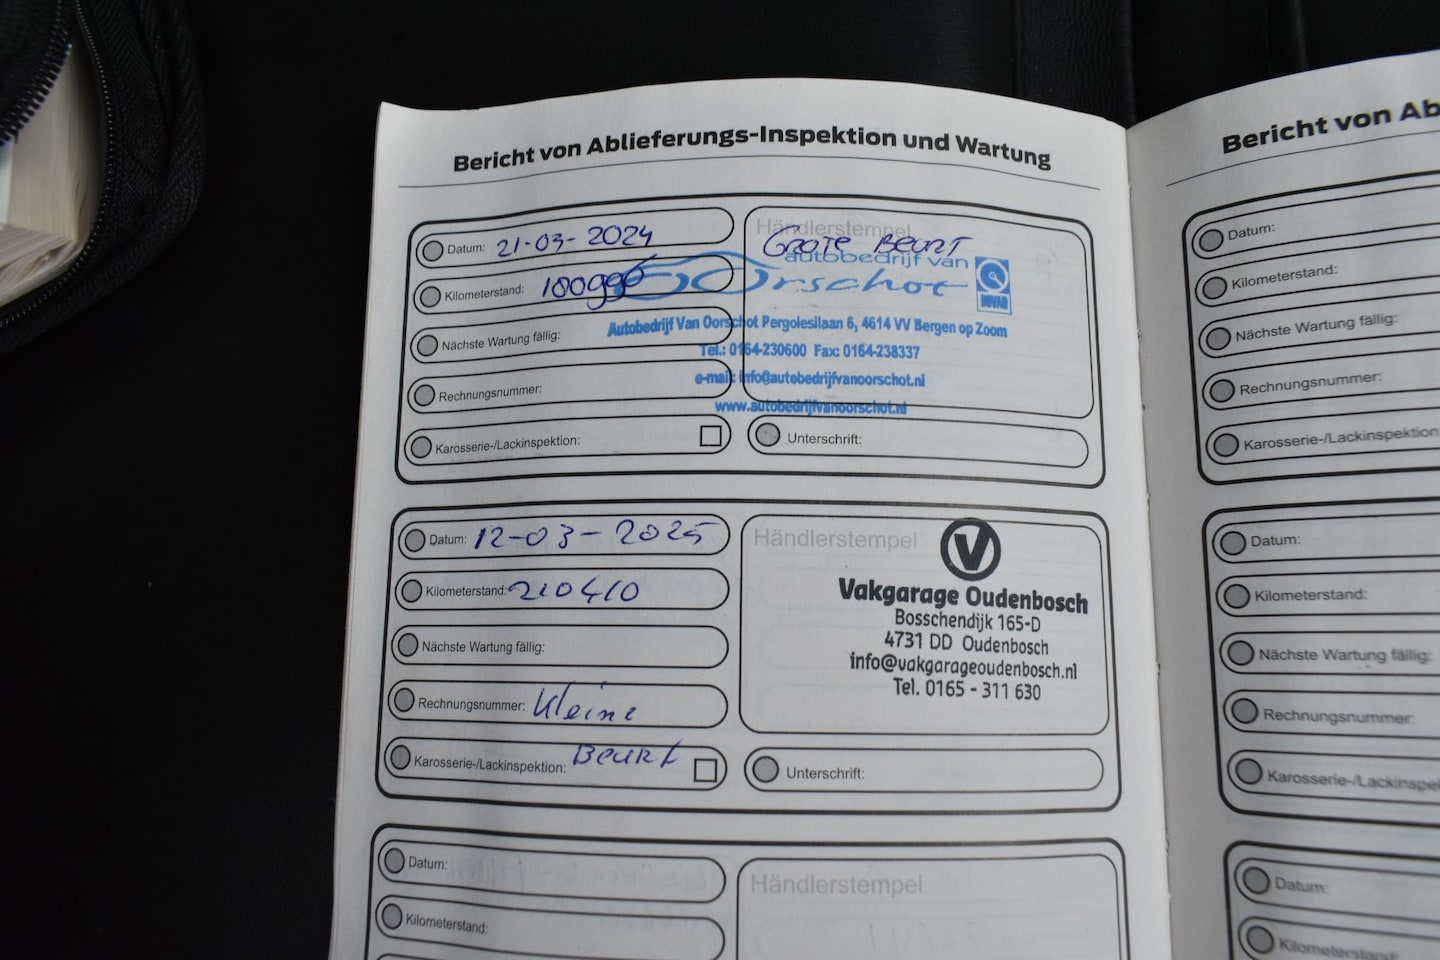 Bericht von Ablieferungs-Inspektion und Wartung
Datum: 21-03-2024
Kilometerstand:
Nächste Wartung fällig:
Rechnungsnummer:
Karosserie-/Lackinspektion:
Händlerstempel
Grote Beurt
autobedrijf van
Oorschot
BOVAG
Autobedrijf Van Oorschot Pergolesilaan 6, 4614 VV Bergen op Zoom
Tel.: 0164-230600 Fax: 0164-238337
e-mail: info@autobedrijfvanoorschot.nl
www.autobedrijfvanoorschot.nl
Unterschrift:
Datum: 12-03-2025
Kilometerstand: 210410
Nächste Wartung fällig:
Rechnungsnummer: Kleine
Karosserie-/Lackinspektion: Beurt
Händlerstempel
V
Vakgarage Oudenbosch
Bosschendijk 165-D
4731 DD Oudenbosch
info@vakgarageoudenbosch.nl
Tel. 0165 - 311 630
Unterschrift:
Datum:
Kilometerstand:
Händlerstempel
Bericht von Ab
Datum:
Kilometerstand:
Nächste Wartung fällig:
Rechnungsnummer:
Karosserie-/Lackinspektion:
Datum:
Kilometerstand:
Nächste Wartung fällig:
Rechnungsnummer:
Karosserie-/Lackinspe
Datum:
Kilometerstand: